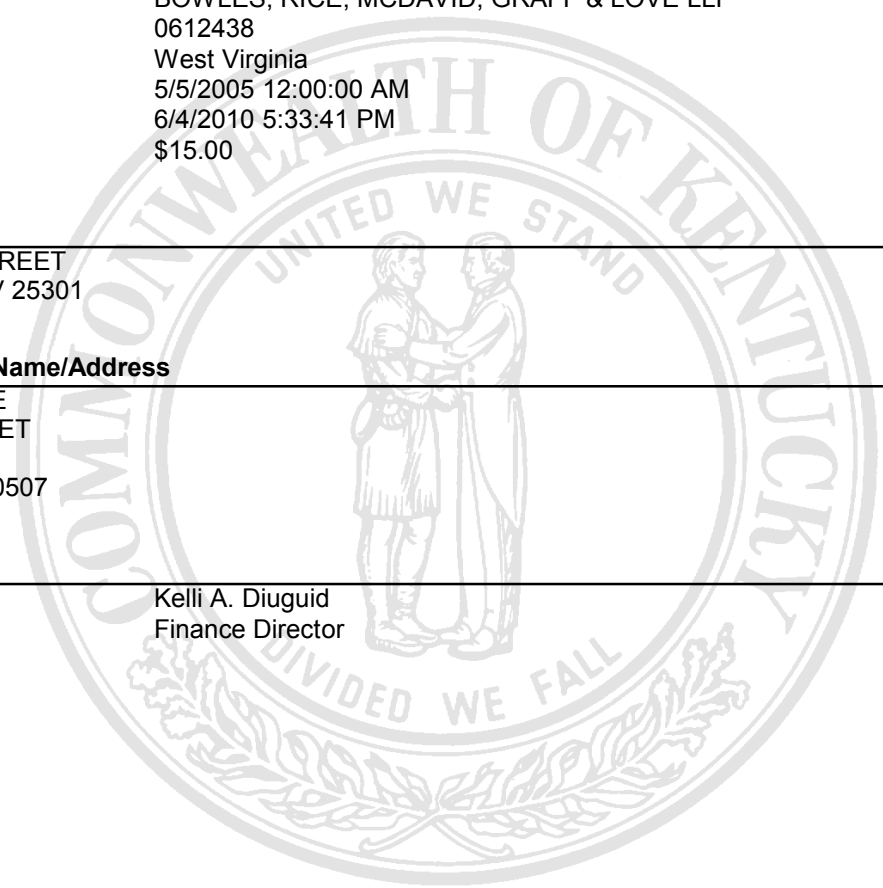 BOWLES, RICE, MCDAVID, GRAFF & LOVE LLP
0612438
West Virginia
5/5/2005 12:00:00 AM
6/4/2010 5:33:41 PM
$15.00
COMMONWEALTH OF KENTUCKY
UNITED WE STAND
REET
25301
Name/Address
E
ET
0507
Kelli A. Diuguid
Finance Director
DIVIDED WE FALL